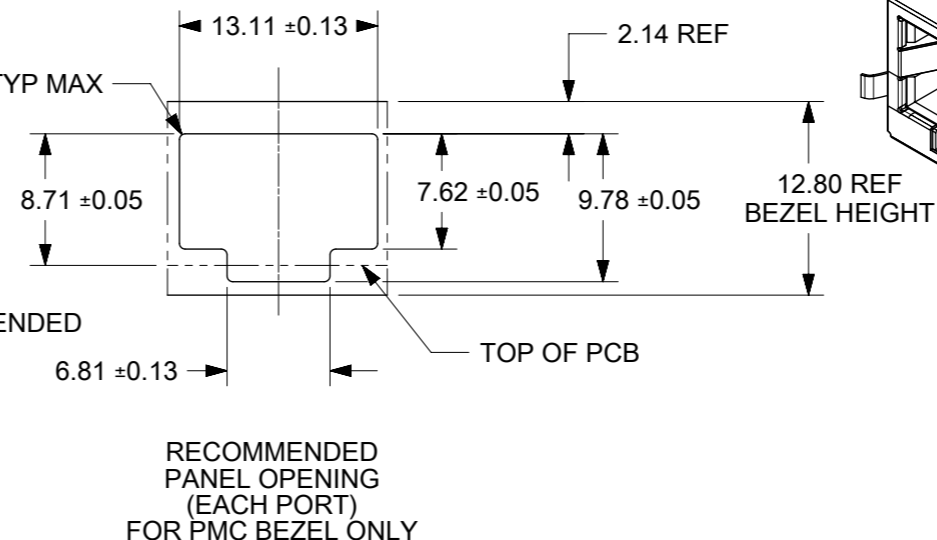 13.11 ±0.13
2.14 REF
TYP MAX
8.71 ±0.05
7.62 ±0.05
9.78 ±0.05
12.80 REF
BEZEL HEIGHT
6.81 ±0.13
TOP OF PCB
RECOMMENDED
PANEL OPENING
(EACH PORT)
FOR PMC BEZEL ONLY